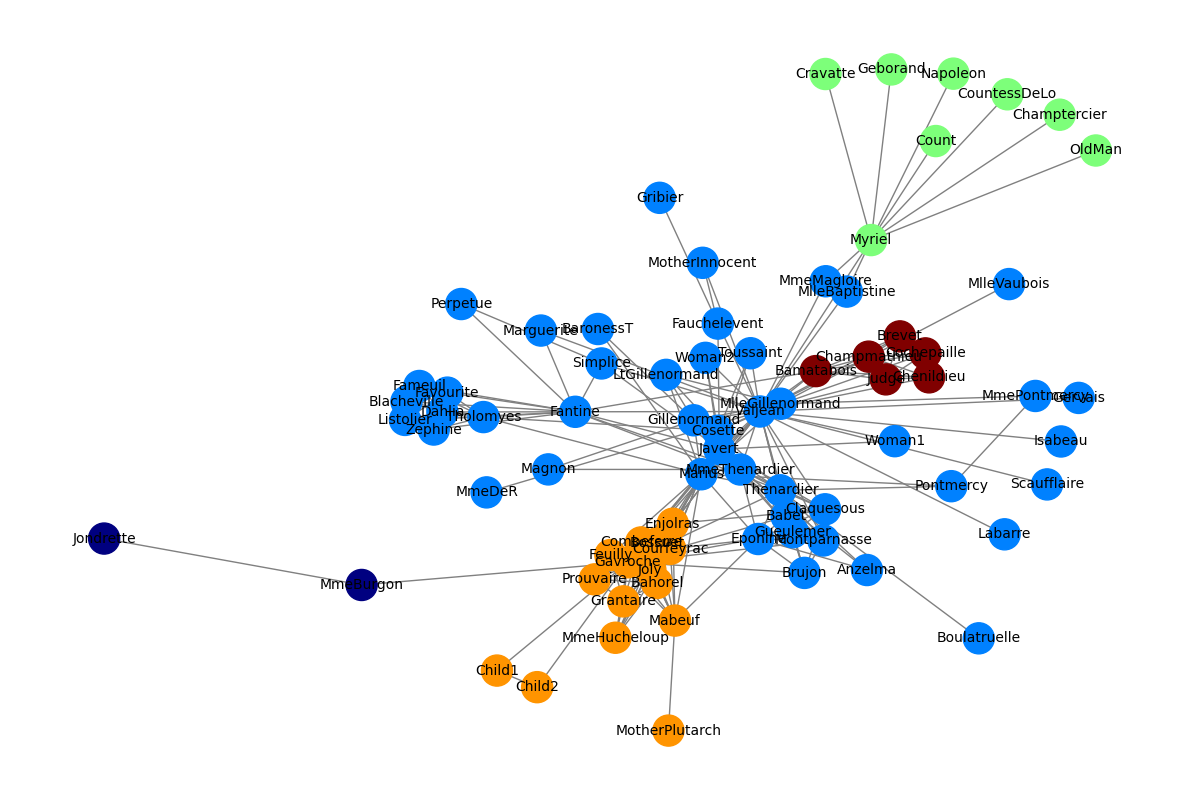 Cravatte
Geborand
Napoleon
CountessDeLo
Champtercier
Count
OldMan
Gribier
Myriel
MotherInnocent
MmeMagloire
MlleBaptistine
MlleVaubois
Perpetue
Marguerite
BaronessT
Fauchelevent
Brevet
Simplice
Woman2
Toussaint
Champmathieu
Cochepaille
LtGillenormand
Bamatabois
Judge
Chenildieu
Fameuil
Favourite
Blacheville
Dahlia
Listolier
Zephine
Tholomyes
Fantine
MlleGillenormand
Valjean
MmePontmercy
Gervais
Gillenormand
Cosette
Javert
Woman1
Isabeau
Magnon
Marius
MmeThenardier
MmeDeR
Thenardier
Pontmercy
Scaufflaire
Claquesous
Babet
Enjolras
Gueulemer
Labarre
Jondrette
Combeferre
Bossuet
Courfeyrac
Eponine
Montparnasse
Feuilly
Gavroche
Joly
MmeBurgon
Prouvaire
Bahorel
Brujon
Anzelma
Grantaire
Mabeuf
MmeHucheloup
Boulatruelle
Child1
Child2
MotherPlutarch